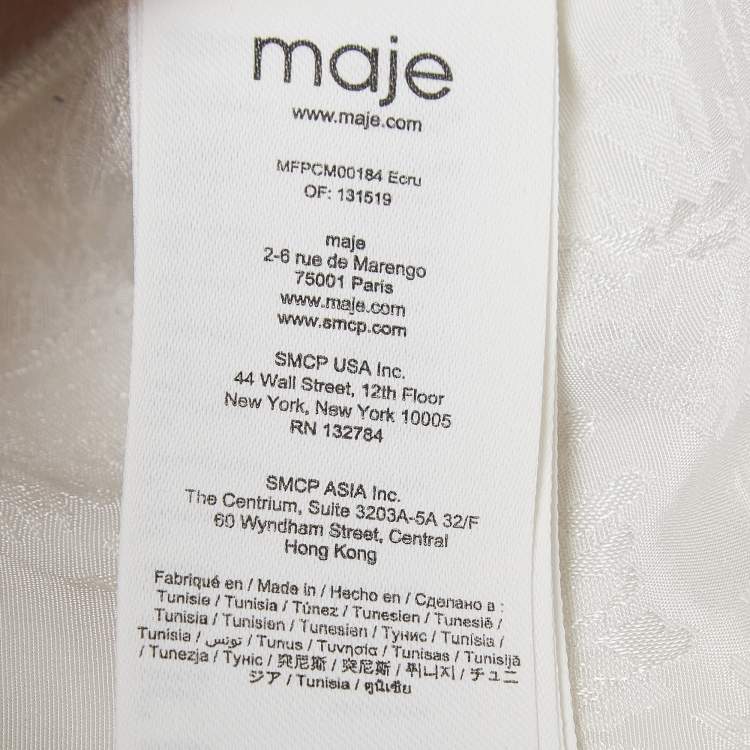 maje
www.maje.com
MFPCM00184 Ecru
OF: 131519
maje
2-6 rue de Marengo
75001 Paris
www.maje.com
www.smcp.com
SMCP USA Inc.
44 Wall Street, 12th Floor
New York, New York 10005
RN 132784
SMCP ASIA Inc.
The Centrium, Suite 3203A-5A 32/F
60 Wyndham Street, Central
Hong Kong
Fabriqué en / Made in / Hecho en / Сделано в :
Tunisie / Tunisia / Túnez / Tunesien / Tunesië /
Tunisia / Tunisien / Tunesien / Тунис / Tunísia /
Tunisia / تونس / Tunus / Τυνησία / Tunisas / Tunisijā
/ Tunezja / Туніс / 突尼斯 / 突尼斯 / 튀니지 / チュニ
ジア / Tunisia / ตูนิเซีย